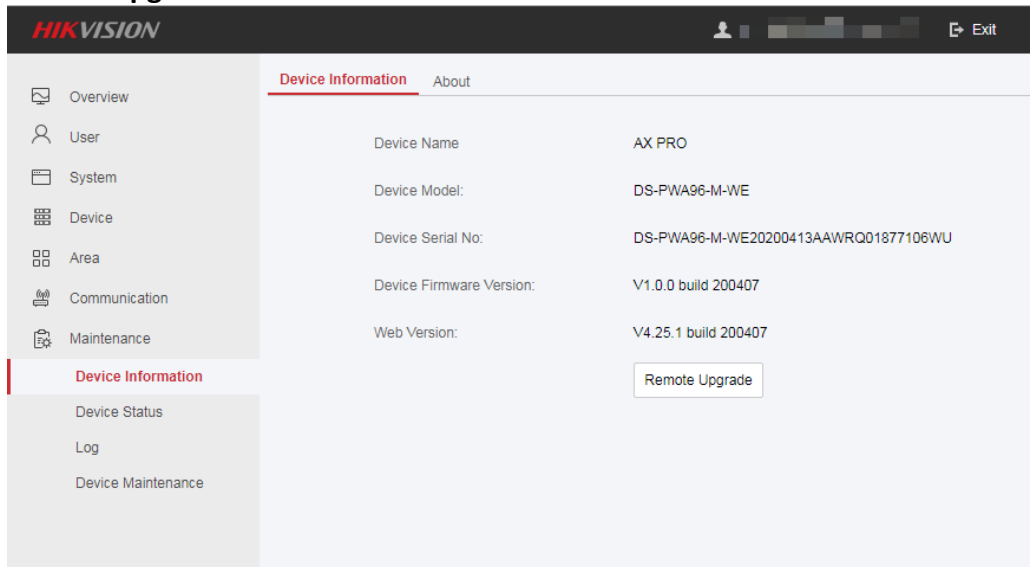 HIKVISION
Exit
Device Information About
Overview
User
System
Device
Area
Communication
Maintenance
Device Information
Device Status
Log
Device Maintenance
Device Name AX PRO
Device Model: DS-PWA96-M-WE
Device Serial No: DS-PWA96-M-WE20200413AAWRQ01877106WU
Device Firmware Version: V1.0.0 build 200407
Web Version: V4.25.1 build 200407
Remote Upgrade